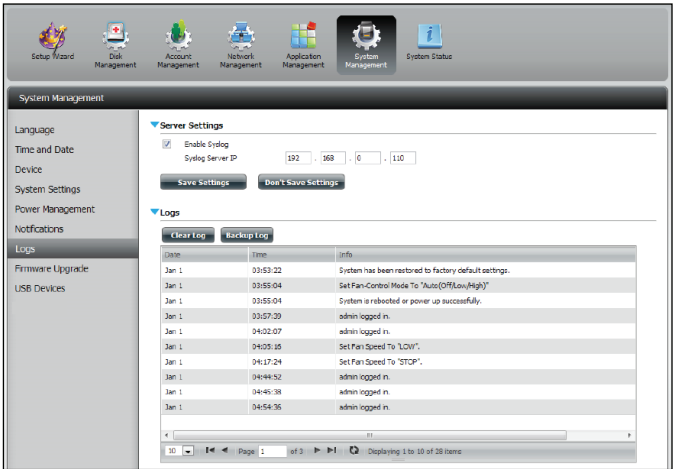 Setup Wizard
Disk Management
Account Management
Network Management
Application Management
System Management
System Status
System Management
Language
Time and Date
Device
System Settings
Power Management
Notifications
Logs
Firmware Upgrade
USB Devices
Server Settings
Enable Syslog
Syslog Server IP 192 . 168 . 0 . 110
Save Settings Don't Save Settings
Logs
Clear Log Backup Log
Date Time Info
Jan 1 03:53:22 System has been restored to factory default settings.
Jan 1 03:55:04 Set Fan-Control Mode To "Auto(Off/Low/High)"
Jan 1 03:55:04 System is rebooted or power up successfully.
Jan 1 03:57:39 admin logged in.
Jan 1 04:02:07 admin logged in.
Jan 1 04:05:16 Set Fan Speed To "LOW".
Jan 1 04:17:24 Set Fan Speed To "STOP".
Jan 1 04:44:52 admin logged in.
Jan 1 04:45:38 admin logged in.
Jan 1 04:54:36 admin logged in.
10 Page 1 of 3 Displaying 1 to 10 of 28 items